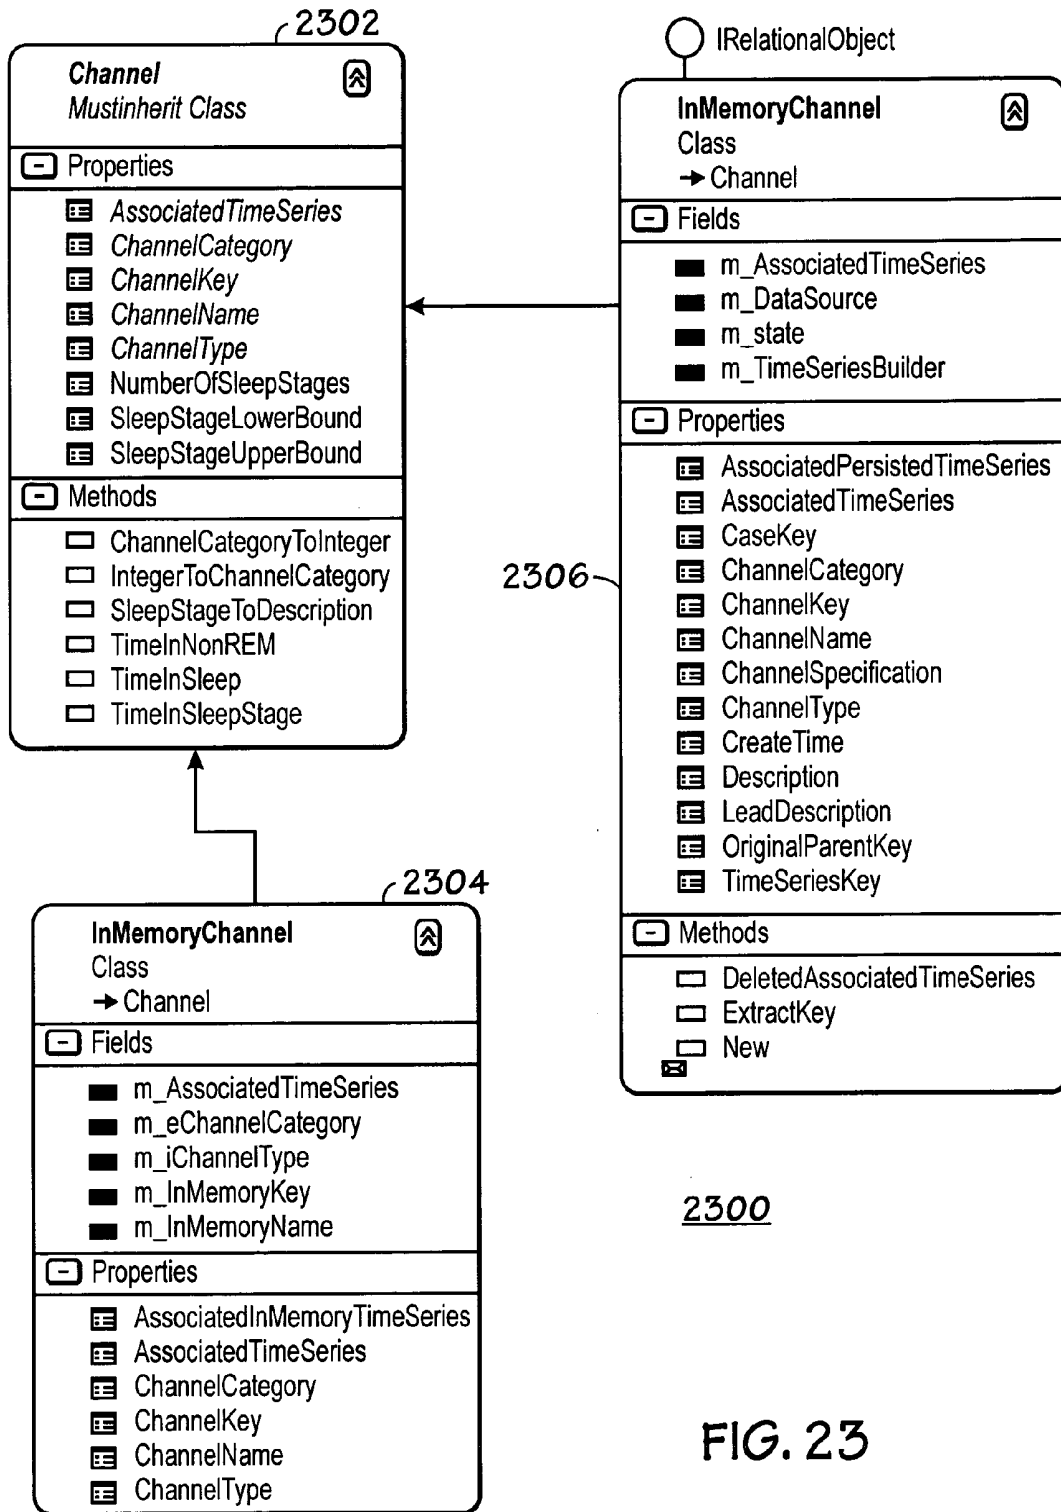 2302
Channel
Mustinherit Class
Properties
AssociatedTimeSeries
ChannelCategory
ChannelKey
ChannelName
ChannelType
NumberOfSleepStages
SleepStageLowerBound
SleepStageUpperBound
Methods
ChannelCategoryToInteger
IntegerToChannelCategory
SleepStageToDescription
TimeInNonREM
TimeInSleep
TimeInSleepStage
IRelationalObject
InMemoryChannel
Class
Channel
Fields
m_AssociatedTimeSeries
m_DataSource
m_state
m_TimeSeriesBuilder
Properties
AssociatedPersistedTimeSeries
AssociatedTimeSeries
CaseKey
ChannelCategory
ChannelKey
ChannelName
ChannelSpecification
ChannelType
CreateTime
Description
LeadDescription
OriginalParentKey
TimeSeriesKey
Methods
DeletedAssociatedTimeSeries
ExtractKey
New
2306
2304
InMemoryChannel
Class
Channel
Fields
m_AssociatedTimeSeries
m_eChannelCategory
m_iChannelType
m_InMemoryKey
m_InMemoryName
Properties
AssociatedInMemoryTimeSeries
AssociatedTimeSeries
ChannelCategory
ChannelKey
ChannelName
ChannelType
2300
FIG. 23